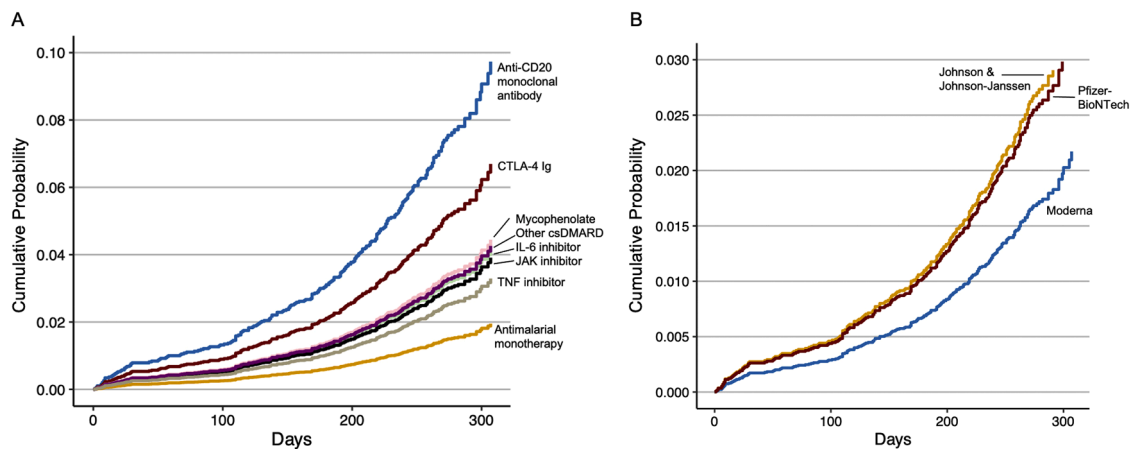 A
Cumulative Probability
0.10
0.08
0.06
0.04
0.02
0.00
Anti-CD20
monoclonal
antibody
CTLA-4 Ig
Mycophenolate
Other csDMARD
IL-6 inhibitor
JAK inhibitor
TNF inhibitor
Antimalarial
monotherapy
0 100 200 300
Days
B
Cumulative Probability
0.030
0.025
0.020
0.015
0.010
0.005
0.000
Johnson &
Johnson-Janssen
Pfizer-
BioNTech
Moderna
0 100 200 300
Days